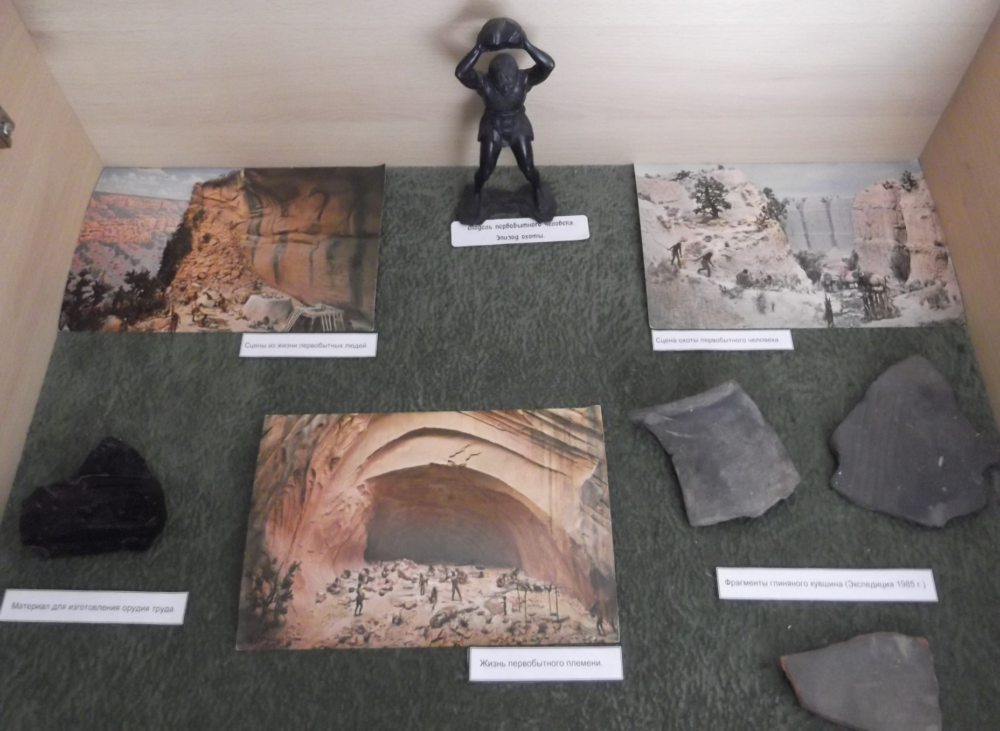 Модель первобытного человека.
Эпизод охоты.
Сцены из жизни первобытных людей.
Сцена охоты первобытного человека.
Фрагменты глиняного кувшина (Экспедиция 1985 г.)
Материал для изготовления орудия труда.
Жизнь первобытного племени.